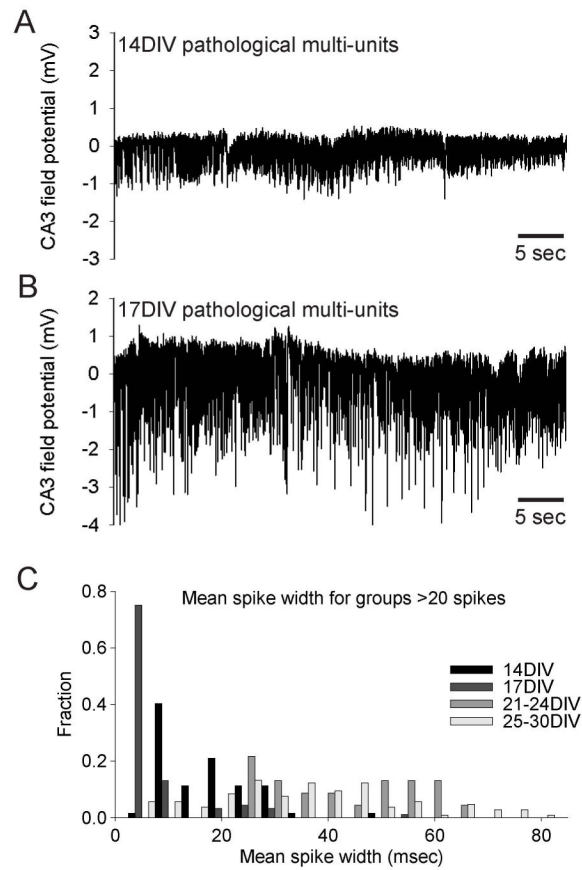 A
14DIV pathological multi-units
3
2
1
0
-1
-2
-3
CA3 field potential (mV)
5 sec
B
17DIV pathological multi-units
2
1
0
-1
-2
-3
-4
CA3 field potential (mV)
5 sec
C
Mean spike width for groups >20 spikes
0.8
0.6
0.4
0.2
0.0
Fraction
14DIV
17DIV
21-24DIV
25-30DIV
0 20 40 60 80
Mean spike width (msec)